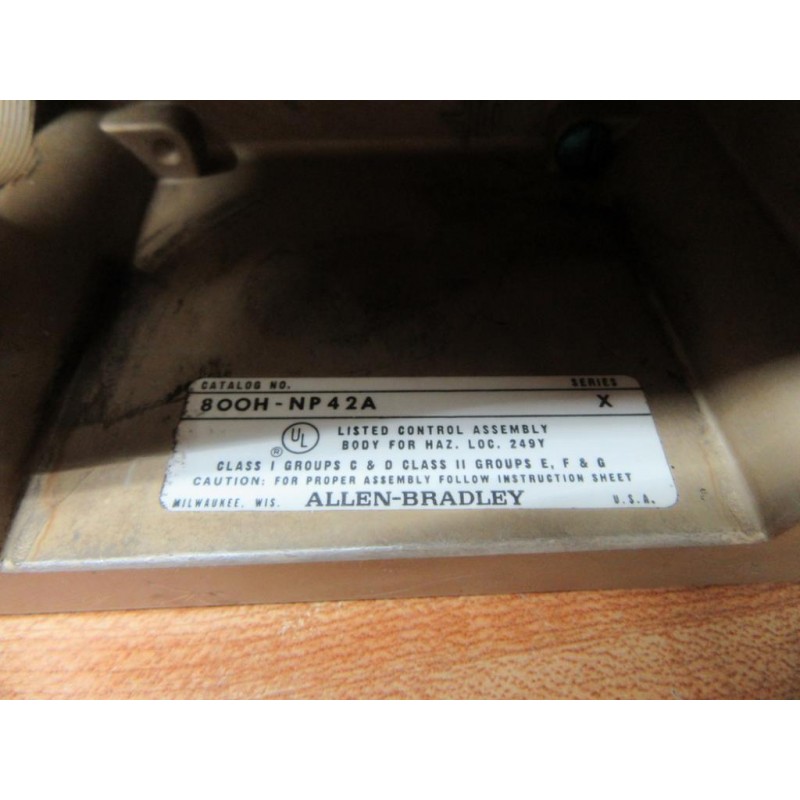 CATALOG NO. SERIES
800H-NP42A X
UL LISTED CONTROL ASSEMBLY
® BODY FOR HAZ. LOC. 249Y
CLASS I GROUPS C & D CLASS II GROUPS E, F & G
CAUTION: FOR PROPER ASSEMBLY FOLLOW INSTRUCTION SHEET
MILWAUKEE, WIS. ALLEN-BRADLEY U.S.A.